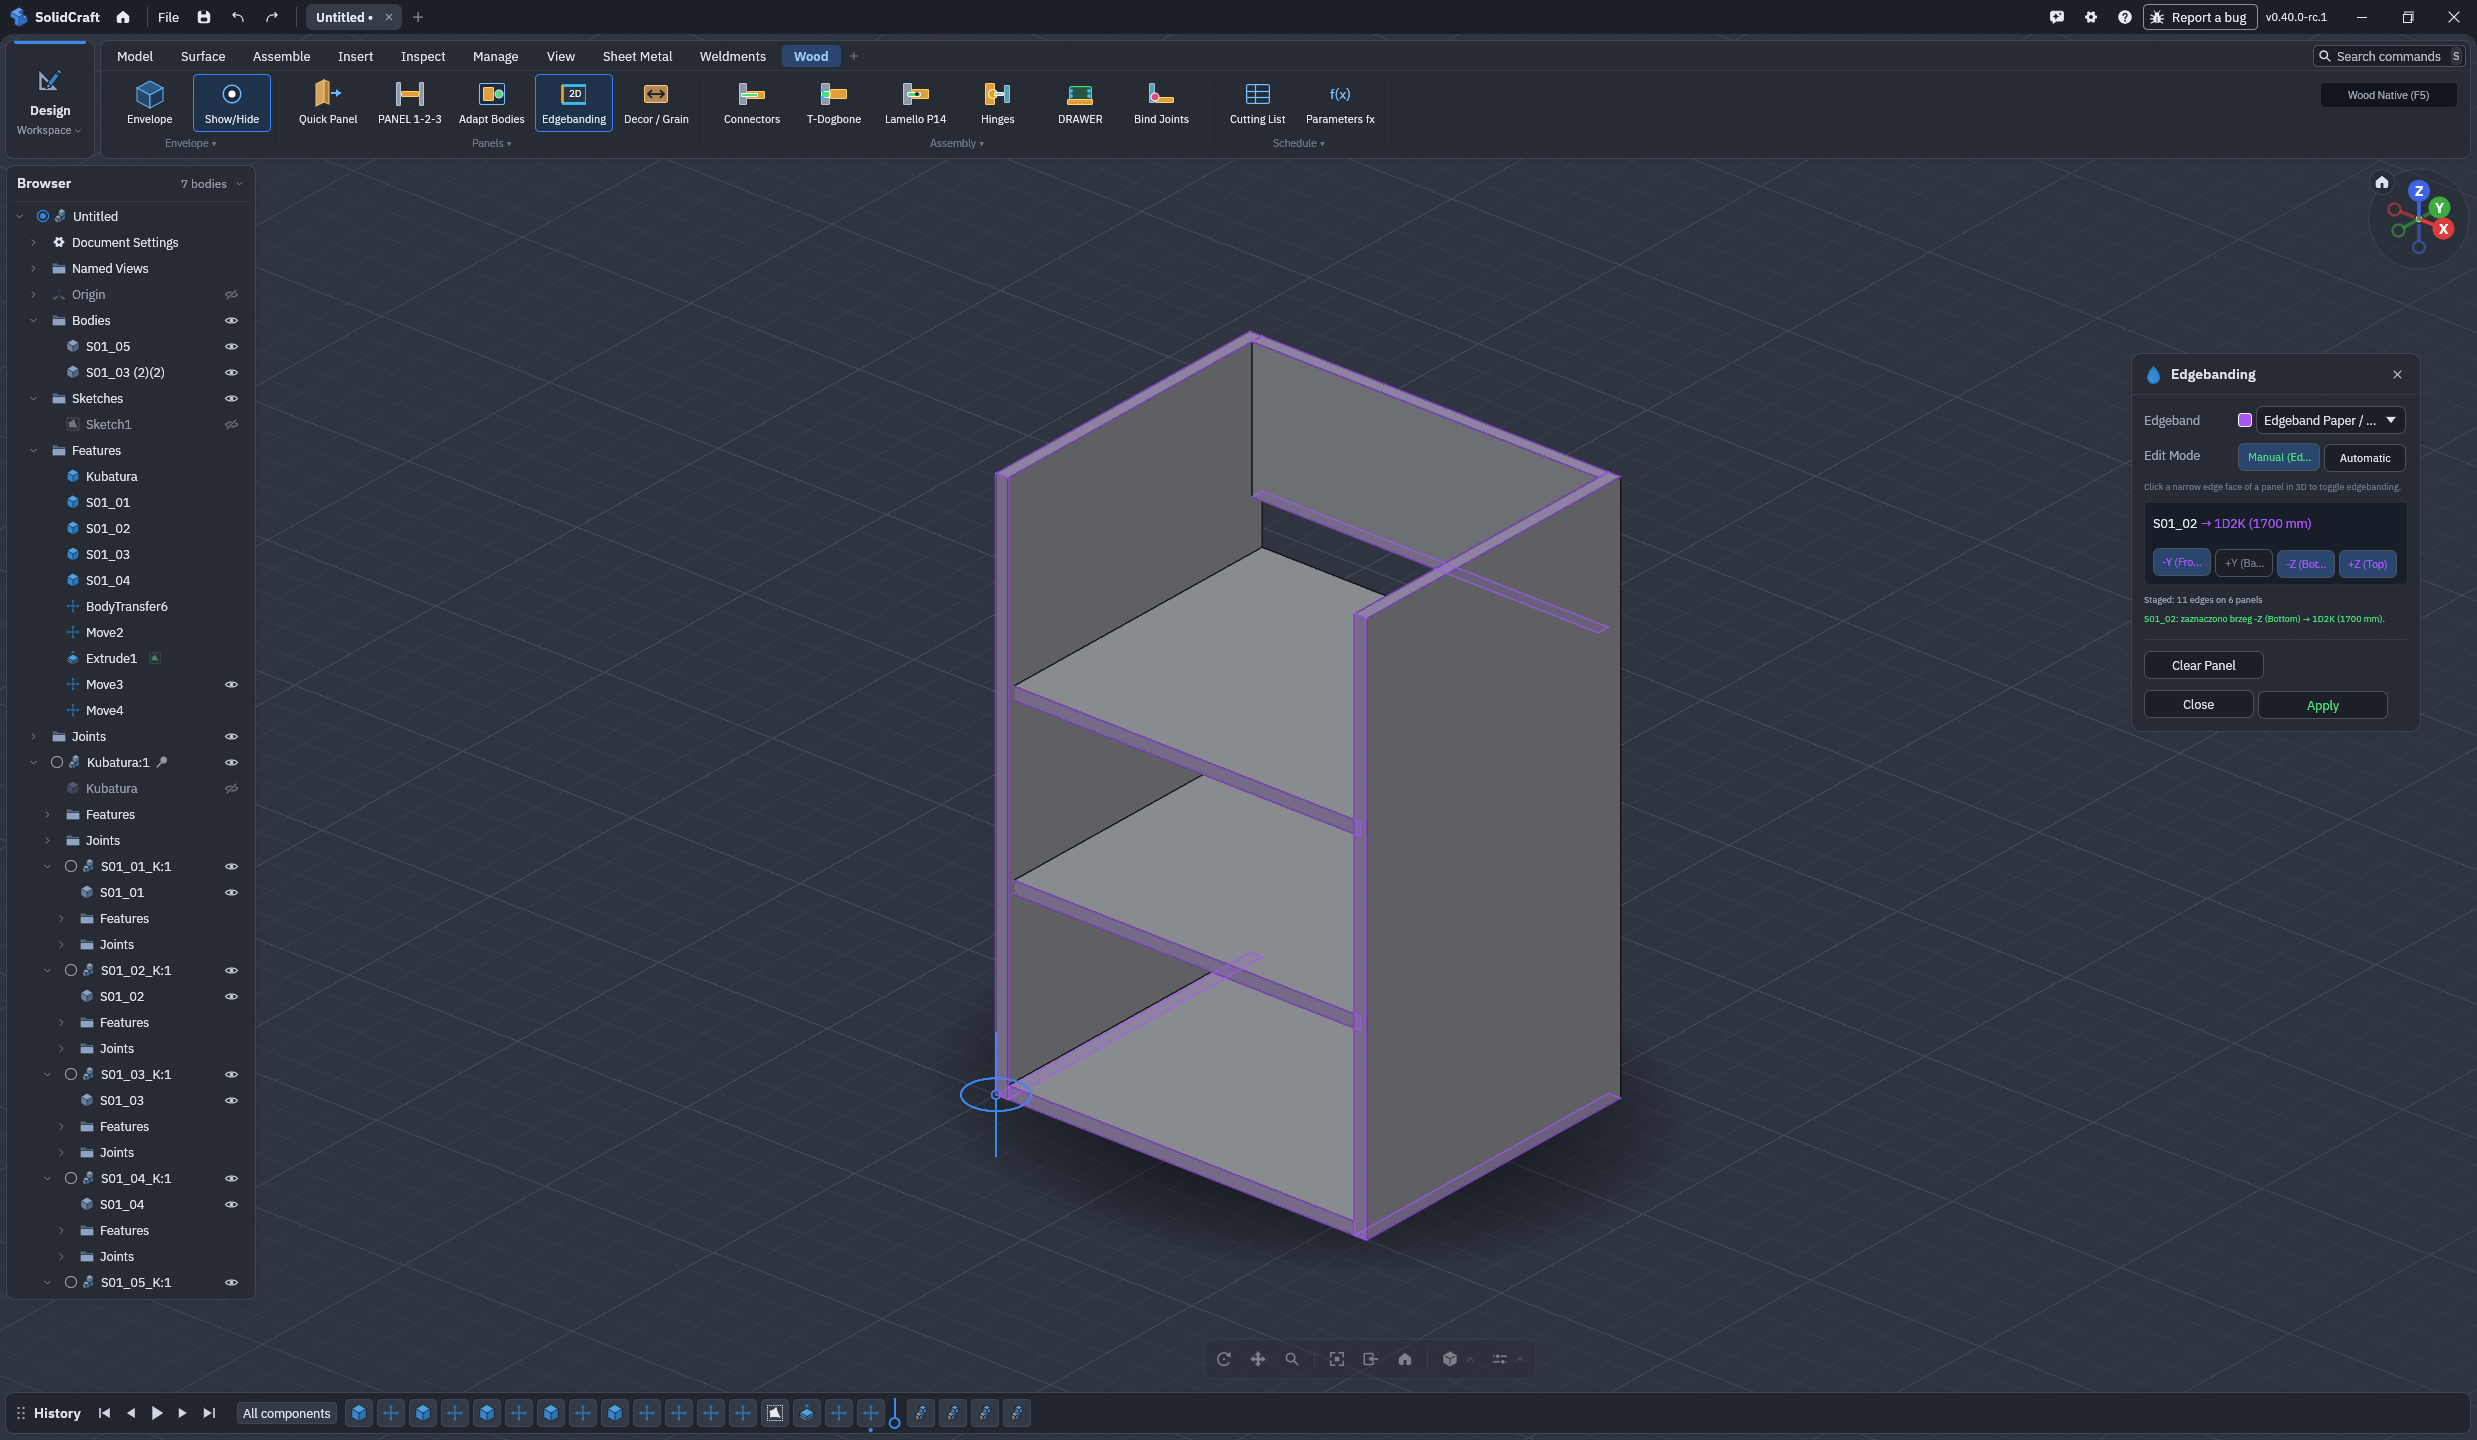 SolidCraft File Untitled • Report a bug v0.40.0-rc.1
Model Surface Assemble Insert Inspect Manage View Sheet Metal Weldments Wood Search commands S
Design
Workspace
Envelope Show/Hide Quick Panel PANEL 1-2-3 Adapt Bodies 2D Edgebanding Decor / Grain Connectors T-Dogbone Lamello P14 Hinges DRAWER Bind Joints Cutting List f(x) Parameters fx
Wood Native (F5)
Envelope Panels Assembly Schedule
Browser 7 bodies
Untitled
Document Settings
Named Views
Origin
Bodies
S01_05
S01_03 (2)(2)
Sketches
Sketch1
Features
Kubatura
S01_01
S01_02
S01_03
S01_04
BodyTransfer6
Move2
Extrude1
Move3
Move4
Joints
Kubatura:1
Kubatura
Features
Joints
S01_01_K:1
S01_01
Features
Joints
S01_02_K:1
S01_02
Features
Joints
S01_03_K:1
S01_03
Features
Joints
S01_04_K:1
S01_04
Features
Joints
S01_05_K:1
Z
Y
X
Edgebanding
Edgeband Edgeband Paper / ...
Edit Mode Manual (Ed... Automatic
Click a narrow edge face of a panel in 3D to toggle edgebanding.
S01_02 → 1D2K (1700 mm)
-Y (Fro... +Y (Ba... -Z (Bot... +Z (Top)
Staged: 11 edges on 6 panels
S01_02: zaznaczono brzeg -Z (Bottom) → 1D2K (1700 mm).
Clear Panel
Close Apply
History All components